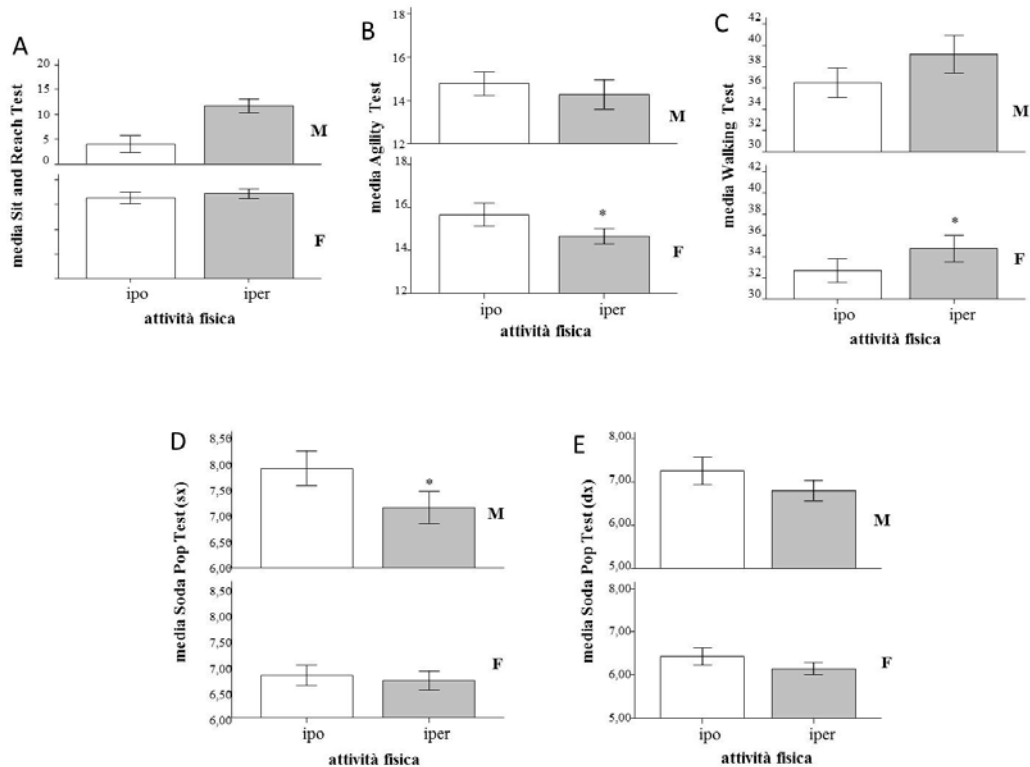 A
media Sit and Reach Test
20
15
10
5
0
M
F
ipo iper
attività fisica
B
media Agility Test
18
16
14
12
M
18
16
14
12
*
F
ipo iper
attività fisica
C
media Walking Test
42
40
38
36
34
32
30
M
42
40
38
36
34
32
30
*
F
ipo iper
attività fisica
D
media Soda Pop Test (sx)
8,50
8,00
7,50
7,00
6,50
6,00
*
M
8,50
8,00
7,50
7,00
6,50
6,00
F
ipo iper
attività fisica
E
media Soda Pop Test (dx)
8,00
7,00
6,00
5,00
M
8,00
7,00
6,00
5,00
F
ipo iper
attività fisica